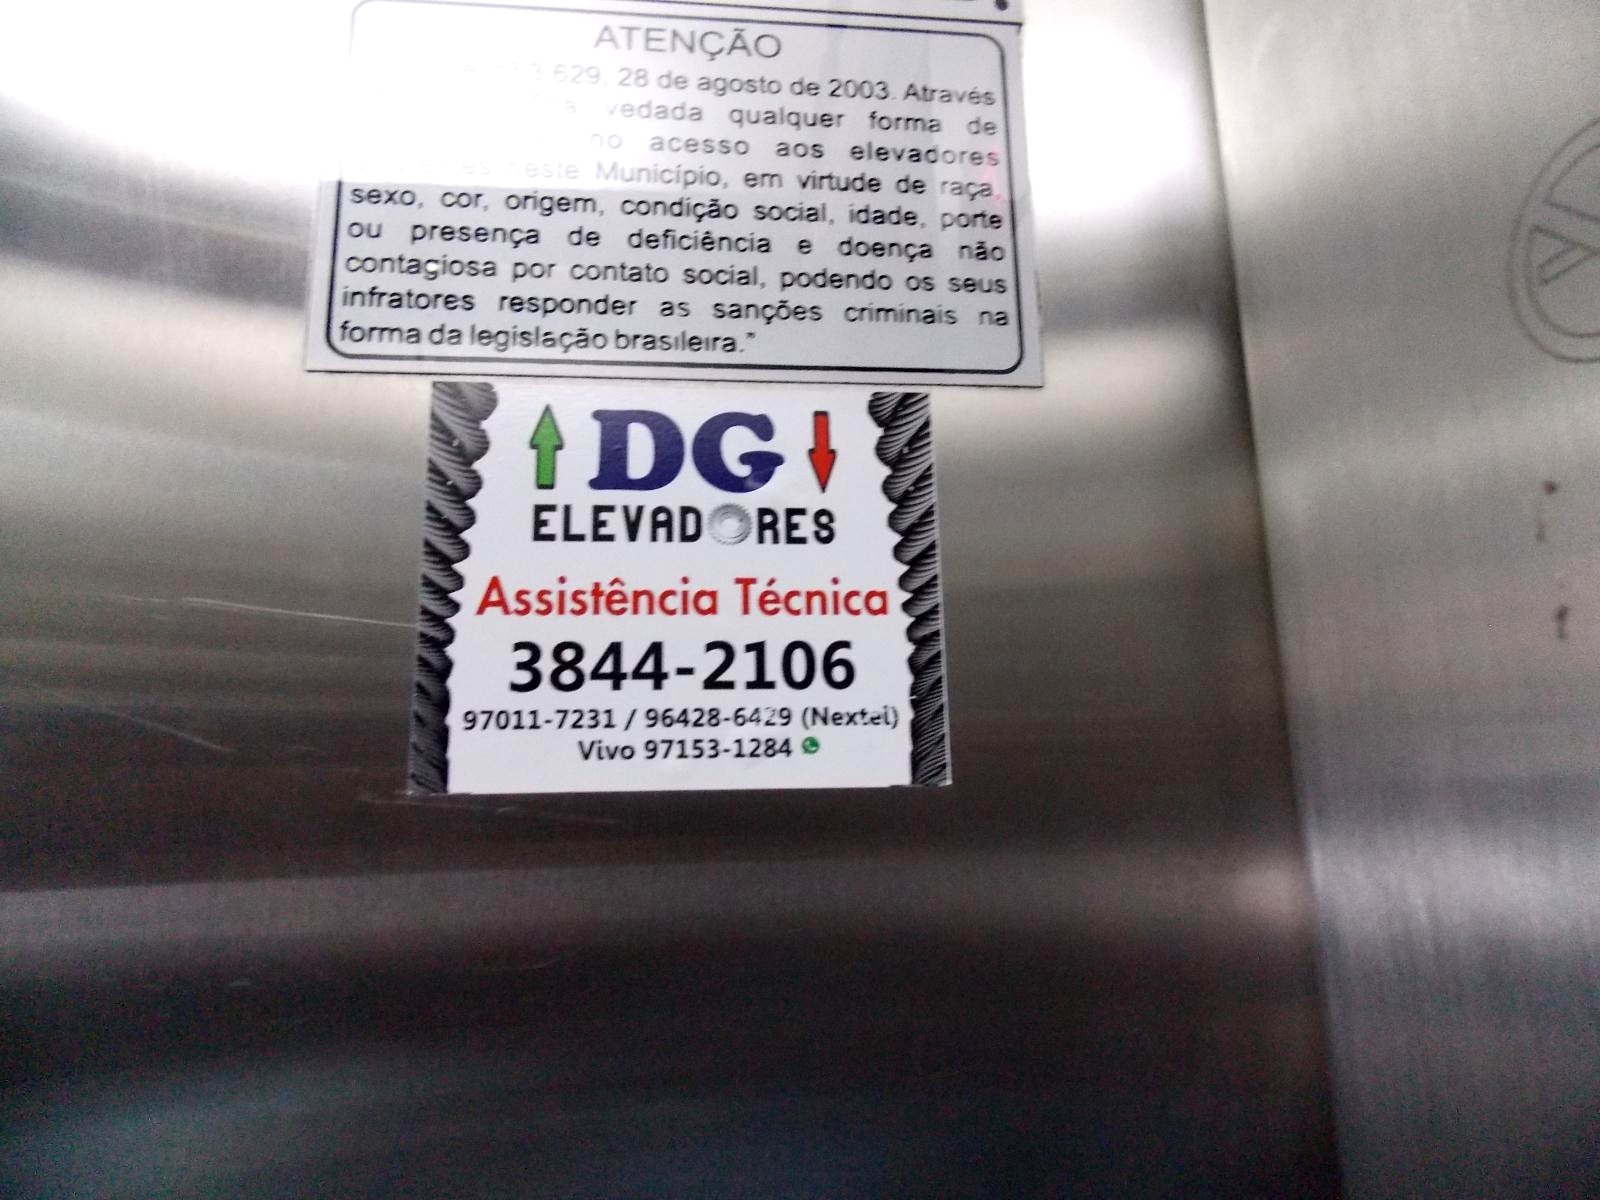 ATENÇÃO
629, 28 de agosto de 2003. Através
vedada qualquer forma de
no acesso aos elevadores
neste Município, em virtude de raça,
sexo, cor, origem, condição social, idade, porte
ou presença de deficiência e doença não
contagiosa por contato social, podendo os seus
infratores responder as sanções criminais na
forma da legislação brasileira."
DG
ELEVADORES
Assistência Técnica
3844-2106
97011-7231 / 96428-6429 (Nextel)
Vivo 97153-1284